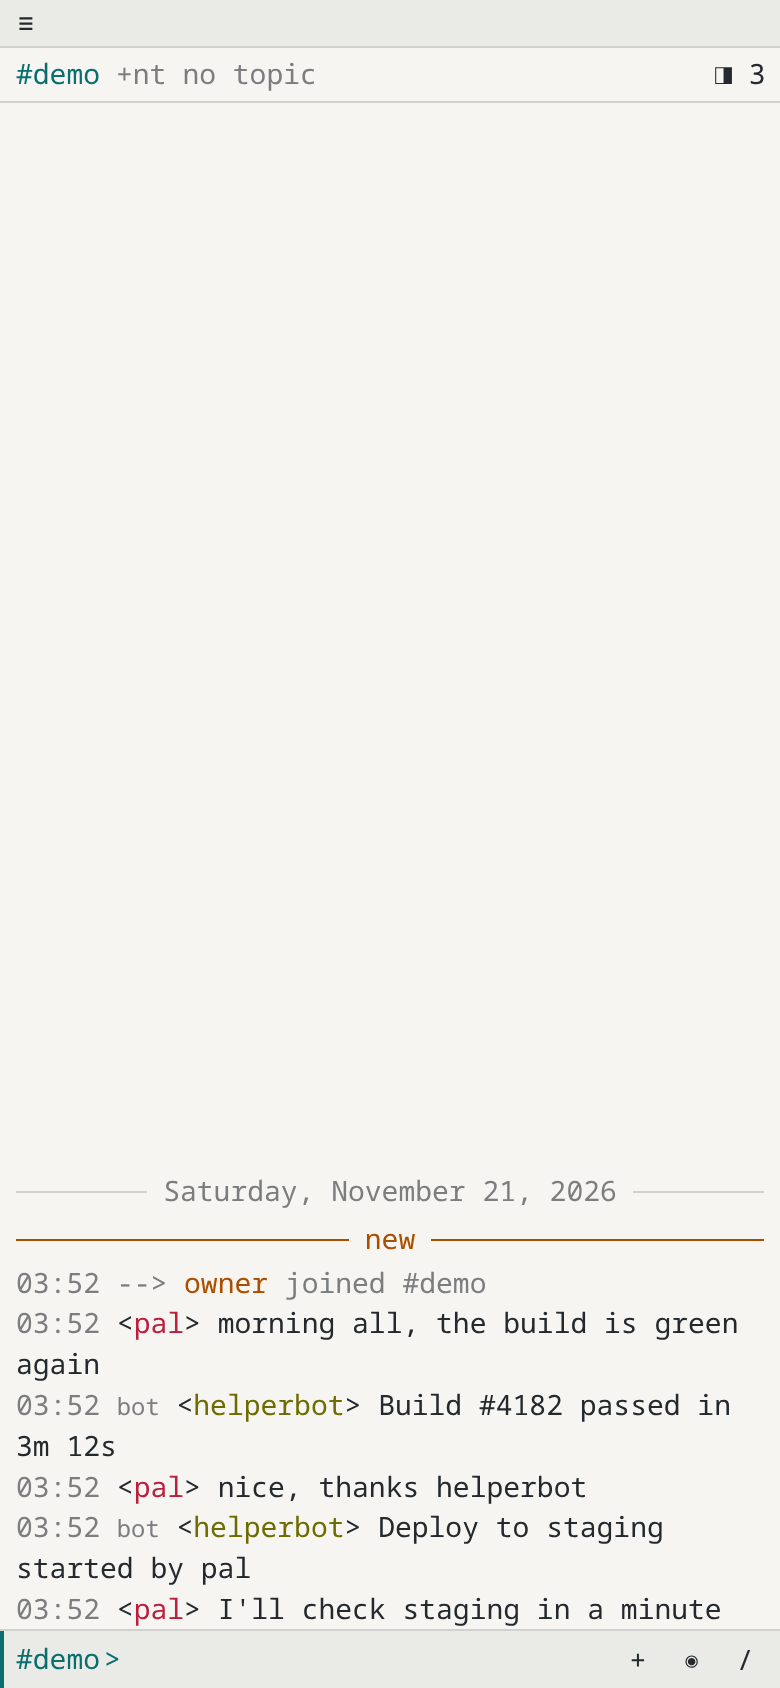 ≡
#demo +nt no topic ◨ 3
Saturday, November 21, 2026
new
03:52 --> owner joined #demo
03:52 <pal> morning all, the build is green
again
03:52 bot <helperbot> Build #4182 passed in
3m 12s
03:52 <pal> nice, thanks helperbot
03:52 bot <helperbot> Deploy to staging
started by pal
03:52 <pal> I'll check staging in a minute
#demo> + ◉ /